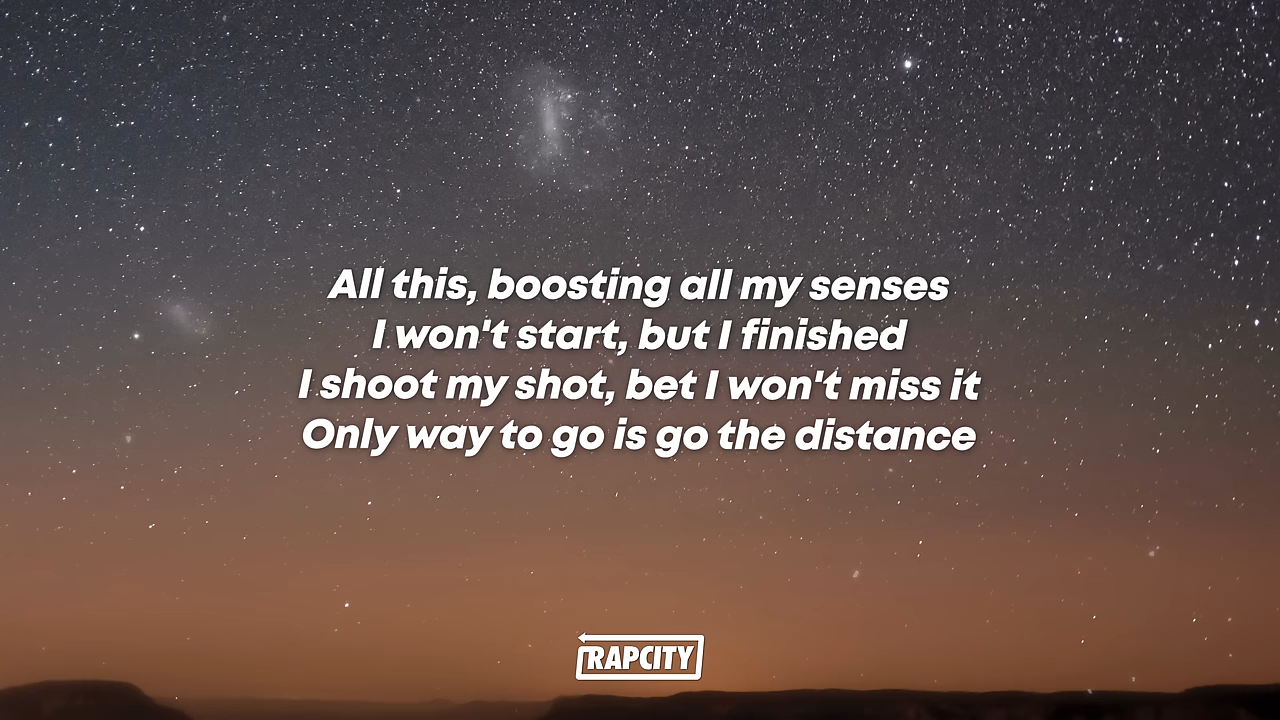 All this, boosting all my senses
I won't start, but I finished
I shoot my shot, bet I won't miss it
Only way to go is go the distance
RAPCITY